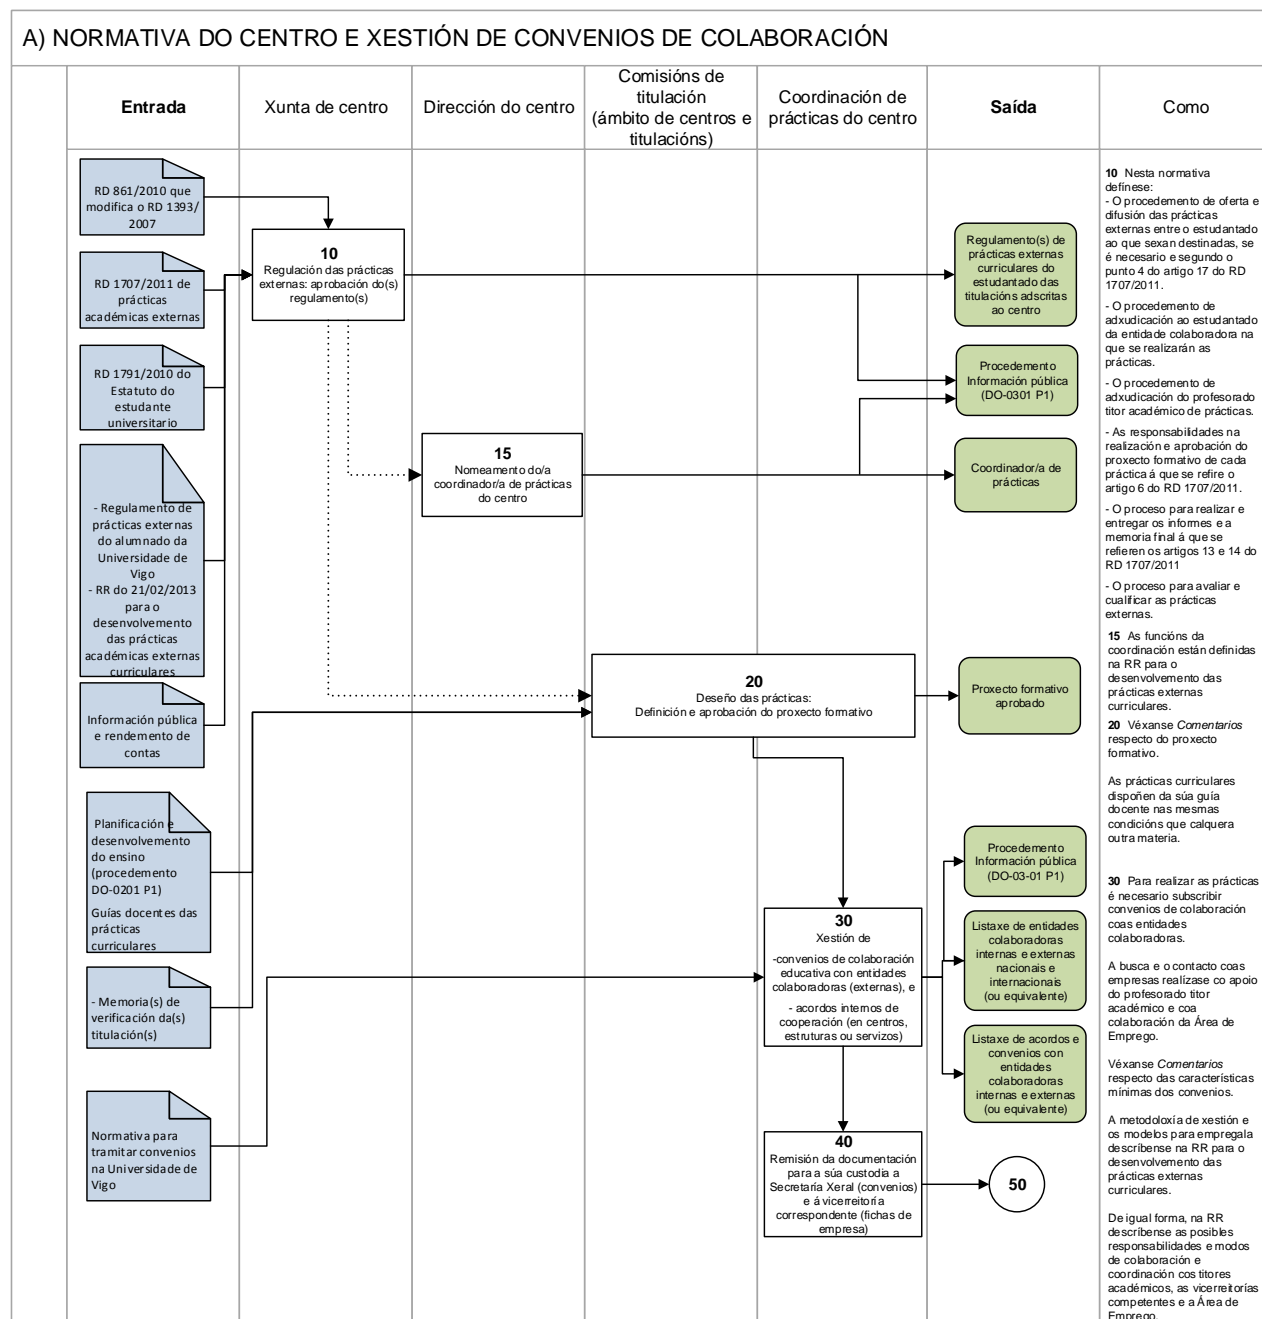 A) NORMATIVA DO CENTRO E XESTIÓN DE CONVENIOS DE COLABORACIÓN
Entrada
Xunta de centro
Dirección do centro
Comisións de
titulación
(ámbito de centros e
titulacións)
Coordinación de
prácticas do centro
Saída
Como
RD 861/2010 que
modifica o RD 1393/
2007
RD 1707/2011 de
prácticas
académicas externas
RD 1791/2010 do
Estatuto do
estudante
universitario
- Regulamento de
prácticas externas
do alumnado da
Universidade de
Vigo
- RR do 21/02/2013
para o
desenvolvemento
das prácticas
académicas externas
curriculares
Información pública
e rendemento de
contas
Planificación e
desenvolvemento
do ensino
(procedemento
DO-0201 P1)
Guías docentes das
prácticas
curriculares
- Memoria(s) de
verificación da(s)
titulación(s)
Normativa para
tramitar convenios
na Universidade de
Vigo
10
Regulación das prácticas
externas: aprobación do(s)
regulamento(s)
15
Nomeamento do/a
coordinador/a de prácticas
do centro
20
Deseño das prácticas:
Definición e aprobación do proxecto formativo
30
Xestión de
-convenios de colaboración
educativa con entidades
colaboradoras (externas), e
- acordos internos de
cooperación (en centros,
estruturas ou servizos)
40
Remisión da documentación
para a súa custodia a
Secretaría Xeral (convenios)
e á vicerreitoría
correspondente (fichas de
empresa)
Regulamento(s) de
prácticas externas
curriculares do
estudantado das
titulacións adscritas
ao centro
Procedemento
Información pública
(DO-0301 P1)
Coordinador/a de
prácticas
Proxecto formativo
aprobado
Procedemento
Información pública
(DO-03-01 P1)
Listaxe de entidades
colaboradoras
internas e externas
nacionais e
internacionais
(ou equivalente)
Listaxe de acordos e
convenios con
entidades
colaboradoras
internas e externas
(ou equivalente)
50
10 Nesta normativa
defínese:
- O procedemento de oferta e
difusión das prácticas
externas entre o estudantado
ao que sexan destinadas, se
é necesario e segundo o
punto 4 do artigo 17 do RD
1707/2011.
- O procedemento de
adxudicación ao estudantado
da entidade colaboradora na
que se realizarán as
prácticas.
- O procedemento de
adxudicación do profesorado
titor académico de prácticas.
- As responsabilidades na
realización e aprobación do
proxecto formativo de cada
práctica á que se refire o
artigo 6 do RD 1707/2011.
- O proceso para realizar e
entregar os informes e a
memoria final á que se
refieren os artigos 13 e 14 do
RD 1707/2011
- O proceso para avaliar e
cualificar as prácticas
externas.
15 As funcións da
coordinación están definidas
na RR para o
desenvolvemento das
prácticas externas
curriculares.
20 Véxanse Comentarios
respecto do proxecto
formativo.
As prácticas curriculares
dispoñen da súa guía
docente nas mesmas
condicións que calquera
outra materia.
30 Para realizar as prácticas
é necesario subscribir
convenios de colaboración
coas entidades
colaboradoras.
A busca e o contacto coas
empresas realízase co apoio
do profesorado titor
académico e coa
colaboración da Área de
Emprego.
Véxanse Comentarios
respecto das características
mínimas dos convenios.
A metodoloxía de xestión e
os modelos para empregala
descríbense na RR para o
desenvolvemento das
prácticas externas
curriculares.
De igual forma, na RR
descríbense as posibles
responsabilidades e modos
de colaboración e
coordinación cos titores
académicos, as vicerreitorías
competentes e a Área de
Emprego.